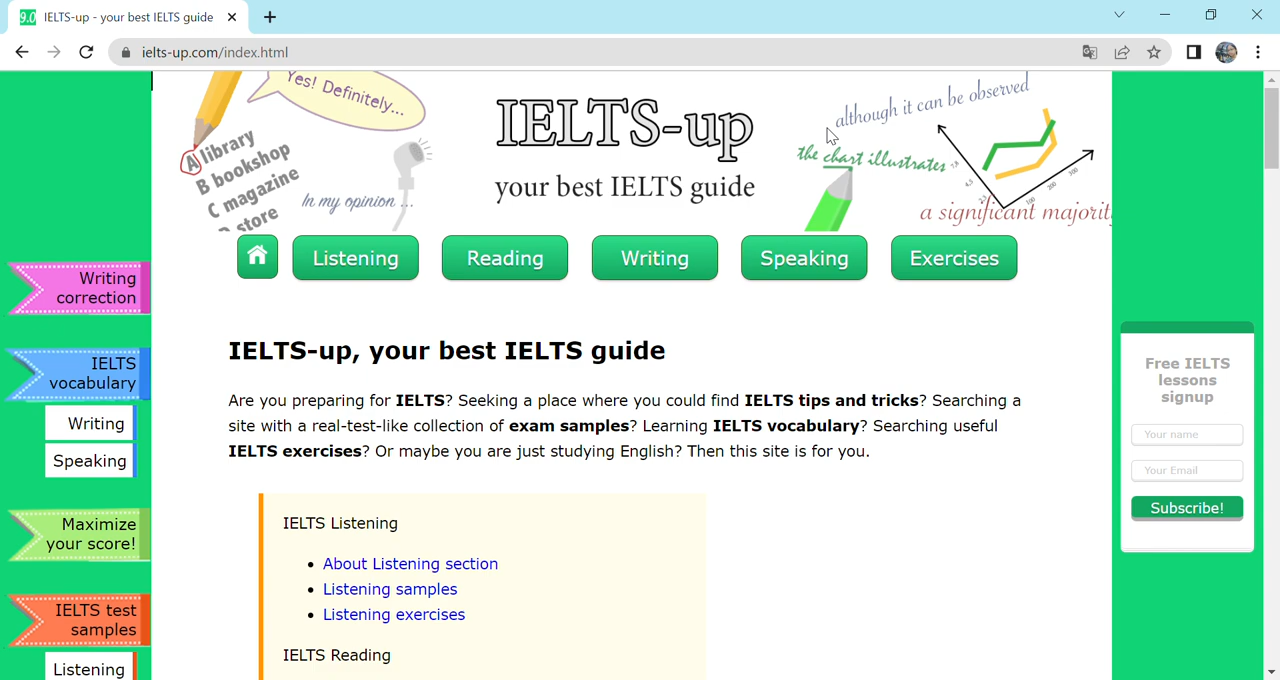 9.0 IELTS-up - your best IELTS guide
ielts-up.com/index.html
Yes! Definitely...
A library
B bookshop
C magazine
D store
In my opinion ...
IELTS-up
your best IELTS guide
although it can be observed
the chart illustrates
a significant majorit
Listening
Reading
Writing
Speaking
Exercises
Writing
correction
IELTS
vocabulary
Writing
Speaking
Maximize
your score!
IELTS test
samples
Listening
IELTS-up, your best IELTS guide
Are you preparing for IELTS? Seeking a place where you could find IELTS tips and tricks? Searching a
site with a real-test-like collection of exam samples? Learning IELTS vocabulary? Searching useful
IELTS exercises? Or maybe you are just studying English? Then this site is for you.
IELTS Listening
• About Listening section
• Listening samples
• Listening exercises
IELTS Reading
Free IELTS
lessons
signup
Your name
Your Email
Subscribe!